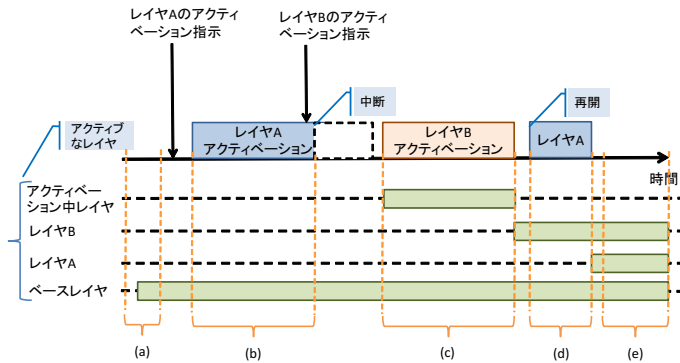 レイヤAのアクティ
ベーション指示
レイヤBのアクティ
ベーション指示
中断
再開
アクティブ
なレイヤ
レイヤA
アクティベーション
レイヤB
アクティベーション
レイヤA
時間
アクティベー
ション中レイヤ
レイヤB
レイヤA
ベースレイヤ
(a)
(b)
(c)
(d)
(e)